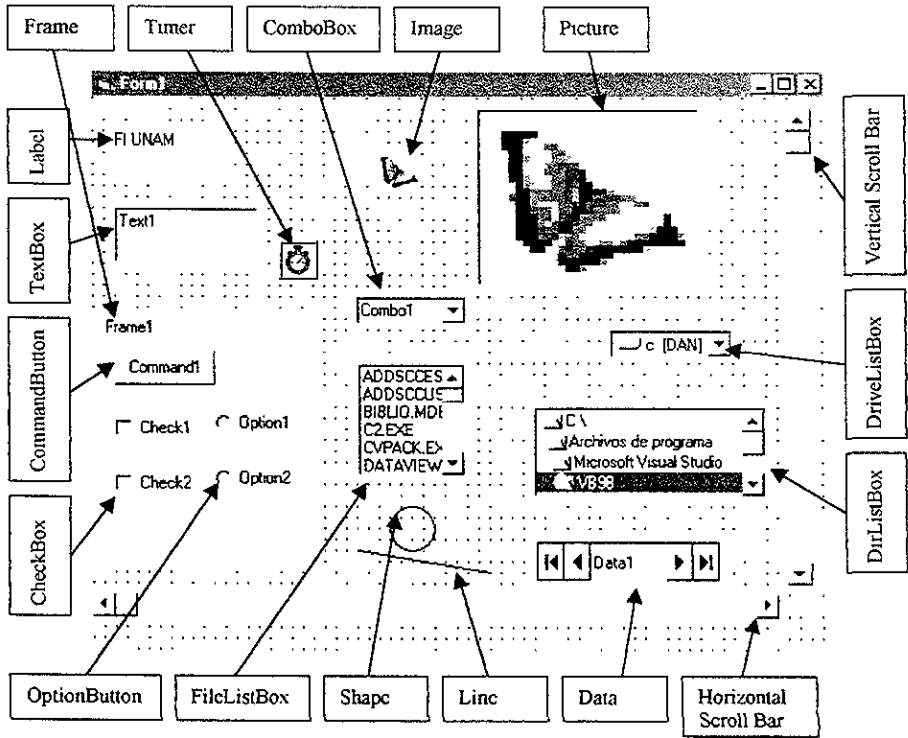 Frame
Timer
ComboBox
Image
Picture
Form1
Label
FI UNAM
Vertical Scroll Bar
TextBox
Text1
Combo1
Frame1
c [DAN]
DriveListBox
CommandButton
Command1
ADDSCCES
ADDSCCUS
BIBLIO.MDE
C2.EXE
CVPACK.EX
DATAVIEW
C:\
Archivos de programa
Microsoft Visual Studio
VB98
DirListBox
Check1
Option1
Check2
Option2
CheckBox
Data1
OptionButton
FileListBox
Shape
Line
Data
Horizontal
Scroll Bar